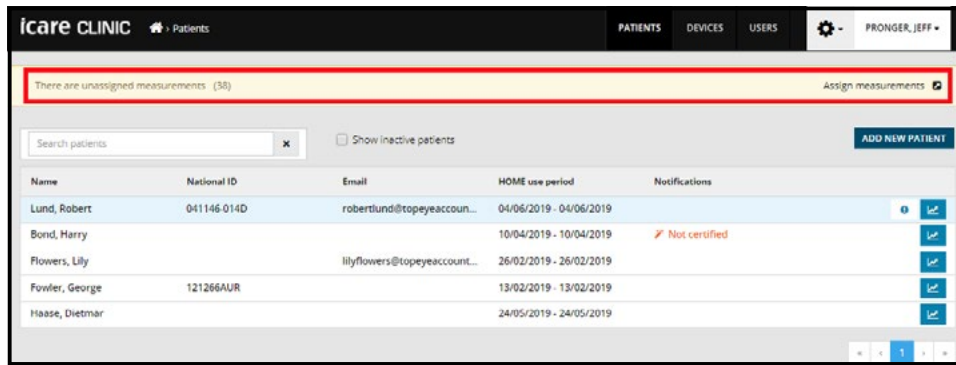 icare CLINIC › Patients PATIENTS DEVICES USERS PRONGER, JEFF
There are unassigned measurements (38) Assign measurements
Search patients × Show inactive patients ADD NEW PATIENT
Name National ID Email HOME use period Notifications
Lund, Robert 041146-014D robertlund@topeyeaccoun... 04/06/2019 - 04/06/2019
Bond, Harry 10/04/2019 - 10/04/2019 Not certified
Flowers, Lily lilyflowers@topeyeaccount... 26/02/2019 - 26/02/2019
Fowler, George 121266AUR 13/02/2019 - 13/02/2019
Haase, Dietmar 24/05/2019 - 24/05/2019
« ‹ 1 › »